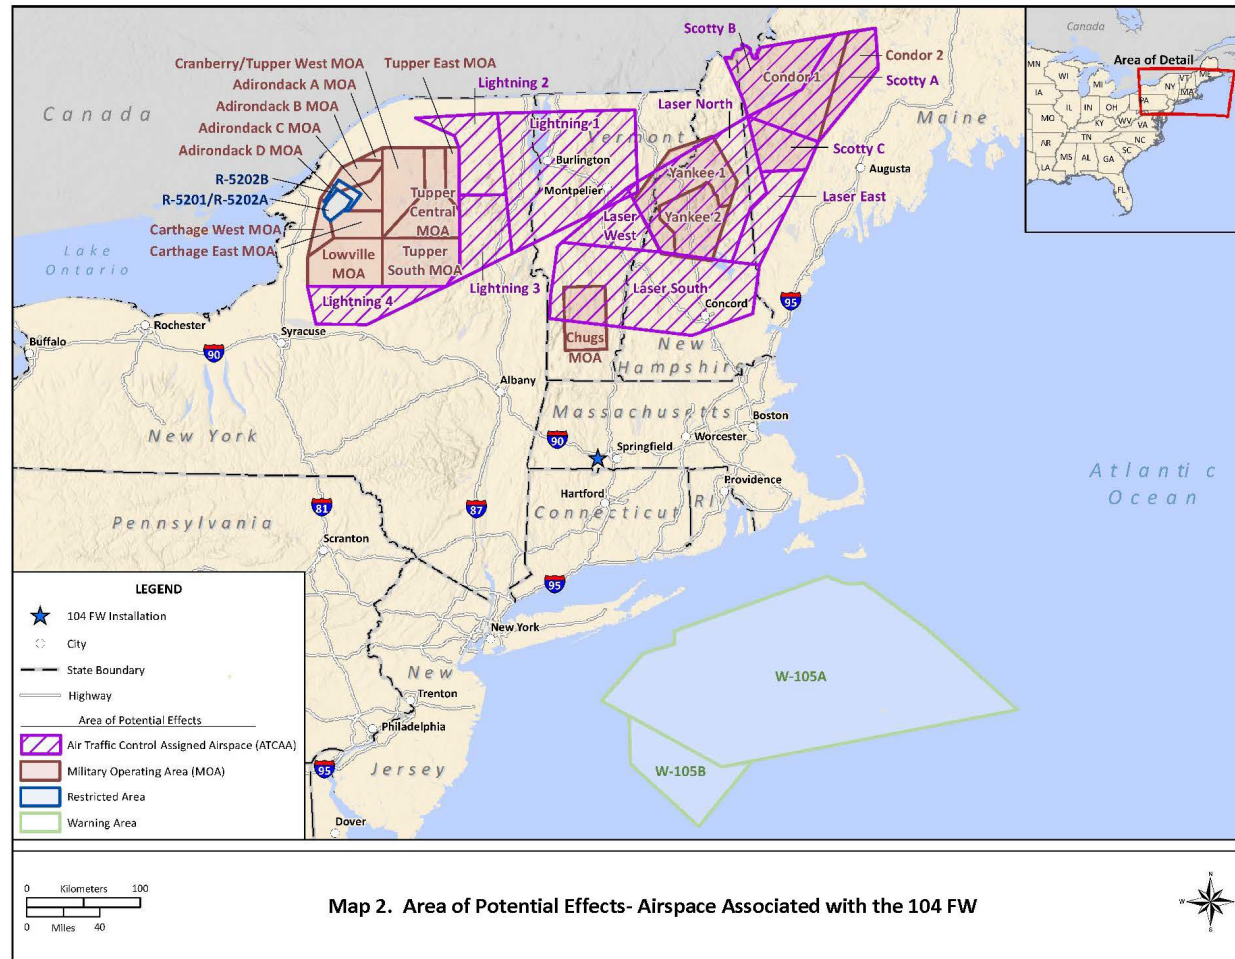 Canada
Cranberry/Tupper West MOA
Adirondack A MOA
Adirondack B MOA
Adirondack C MOA
Adirondack D MOA
R-5202B
R-5201/R-5202A
Carthage West MOA
Carthage East MOA
Tupper East MOA
Lightning 2
Lightning 1
Scotty B
Condor 1
Condor 2
Scotty A
Laser North
Vermont
Burlington
Montpelier
Maine
Scotty C
Augusta
Yankee 1
Yankee 2
Laser East
Tupper
Central
MOA
Laser
West
Lowville
MOA
Tupper
South MOA
Lightning 3
Lightning 4
Laser South
Concord
95
Lake
Ontario
Chugs
MOA
New
Hampshire
Rochester
Buffalo
Syracuse
90
Albany
New York
Massachusetts
Boston
90
Springfield
Worcester
Hartford
Providence
Connecticut
RI
Atlantic
Ocean
81
87
Pennsylvania
Scranton
95
New York
New
Jersey
Trenton
Philadelphia
95
Dover
W-105A
W-105B
Canada
Area of Detail
MN
WI
MI
NY
VT
ME
MA
IA
IL
IN
OH
PA
MO
KY
WV
VA
TN
NC
AR
MS
AL
GA
SC
LA
FL
LEGEND
104 FW Installation
City
State Boundary
Highway
Area of Potential Effects
Air Traffic Control Assigned Airspace (ATCAA)
Military Operating Area (MOA)
Restricted Area
Warning Area
0 Kilometers 100
0 Miles 40
Map 2. Area of Potential Effects- Airspace Associated with the 104 FW
N
W E
S